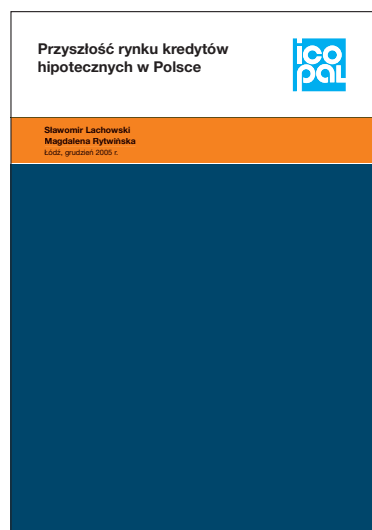 Przyszłość rynku kredytów
hipotecznych w Polsce
ico
pal
Sławomir Lachowski
Magdalena Rytwińska
Łódź, grudzień 2005 r.